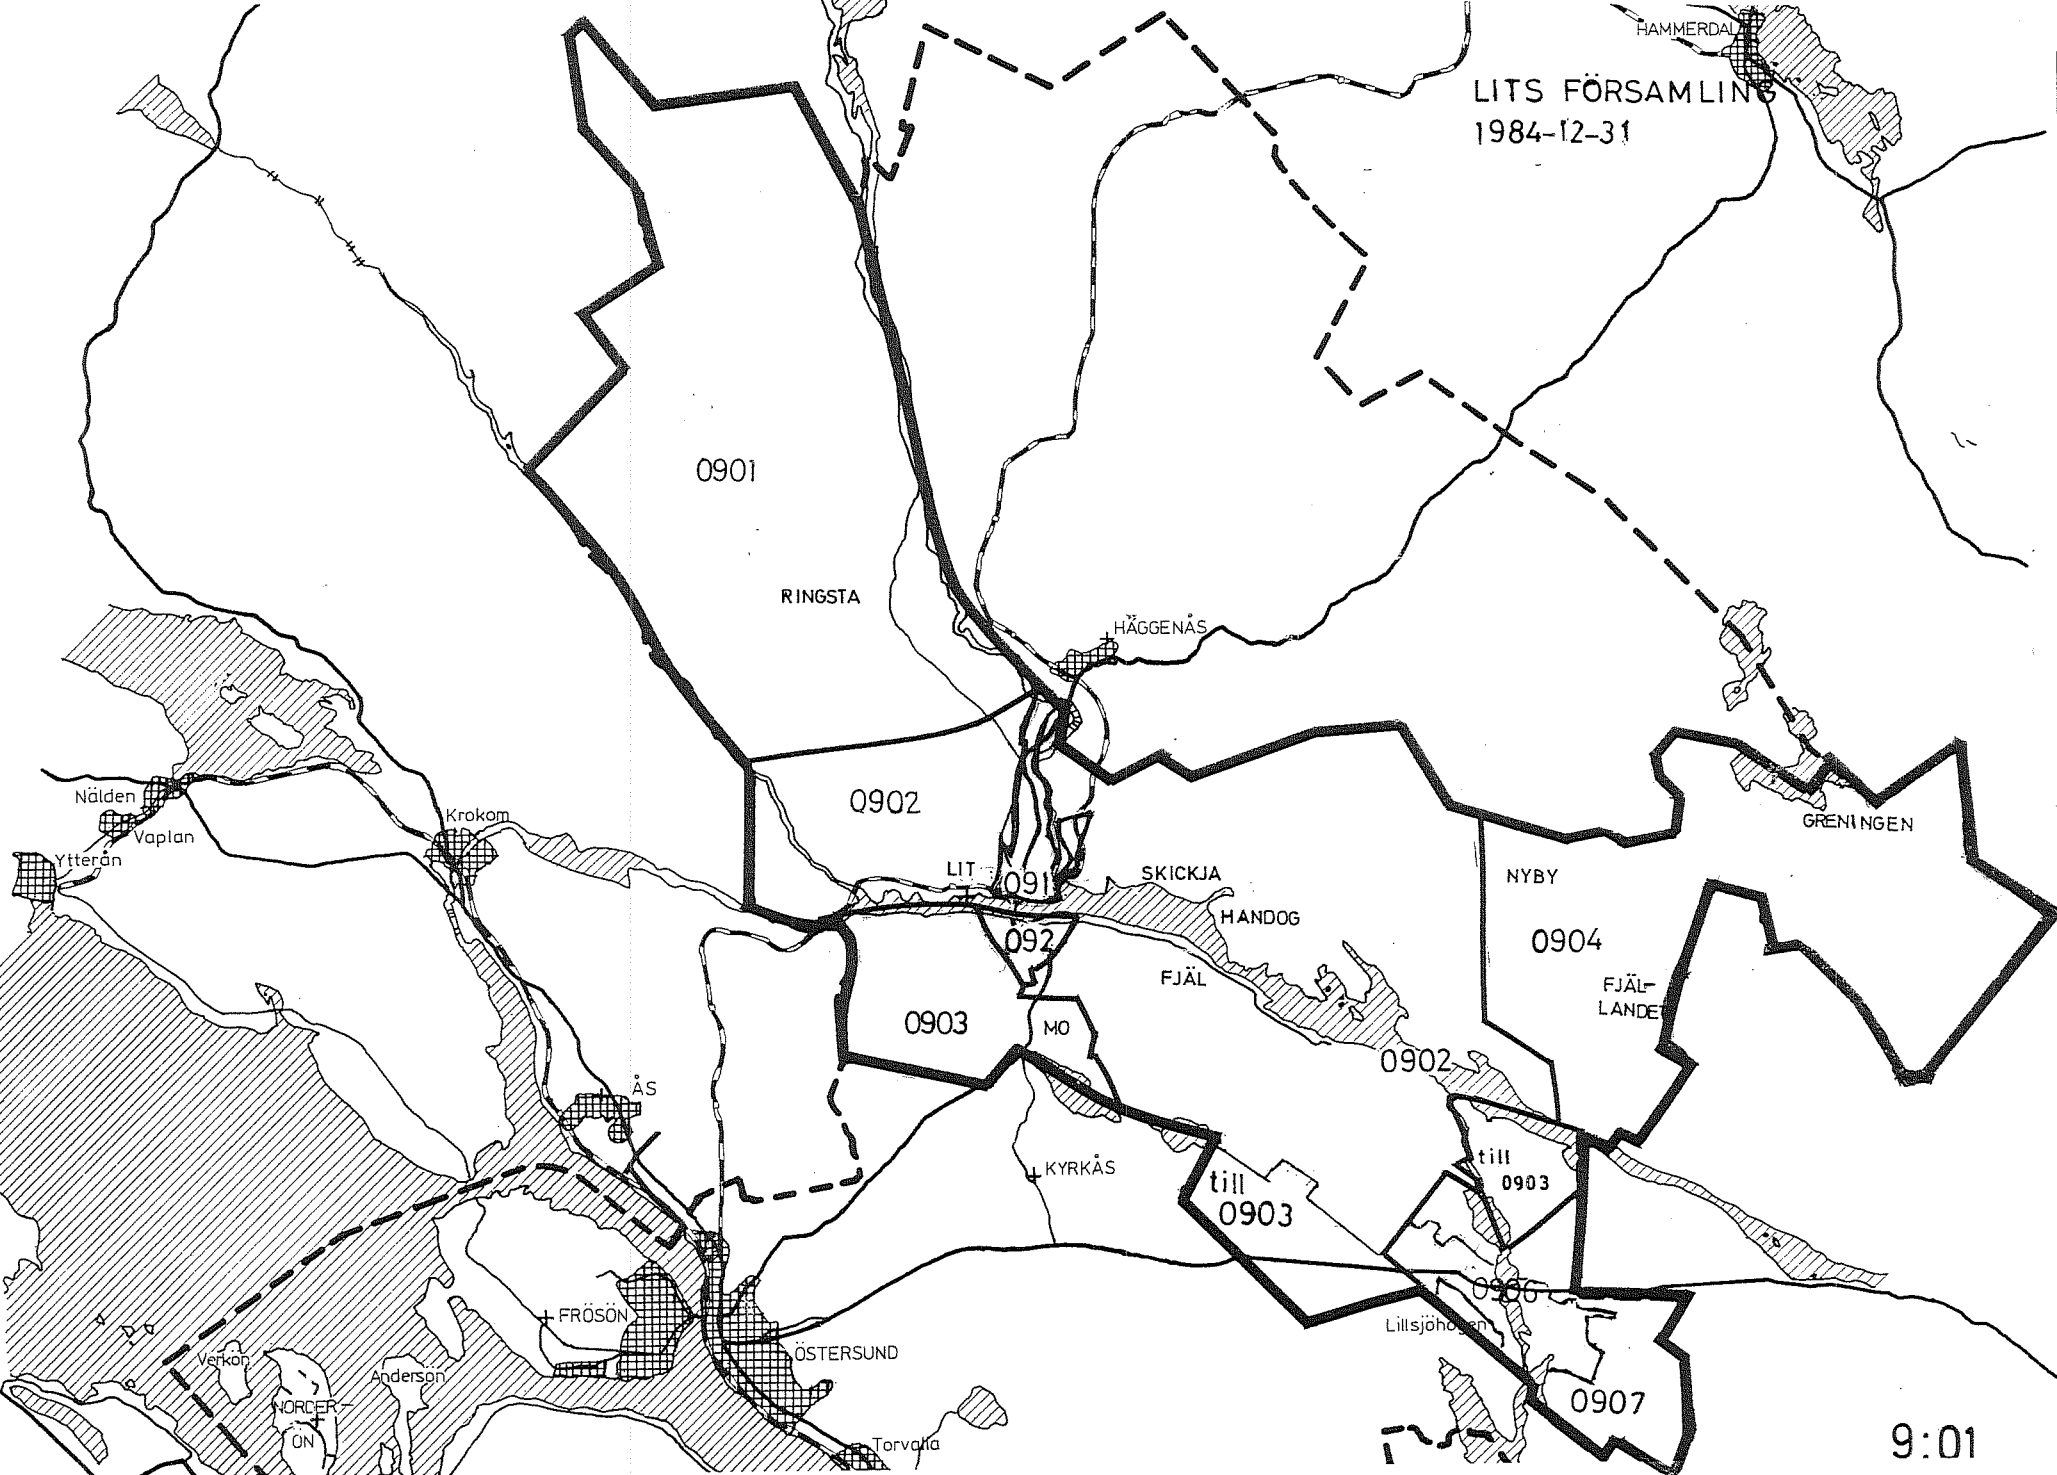 HAMMERDAL
LITS FÖRSAMLING
1984-12-31
0901
RINGSTA
HÄGGENÅS
Nälden
Vaplan
Ytterån
Krokom
0902
LIT
091
SKICKJA
HANDOG
092
FJÄL
GRENINGEN
NYBY
0904
FJÄL-
LANDET
0903
MO
0902
ÅS
KYRKÅS
till
0903
till
0903
0906
Lillsjöhögen
FRÖSÖN
ÖSTERSUND
Verkön
Andersön
NORDER-
ÖN
Torvalla
0907
9:01